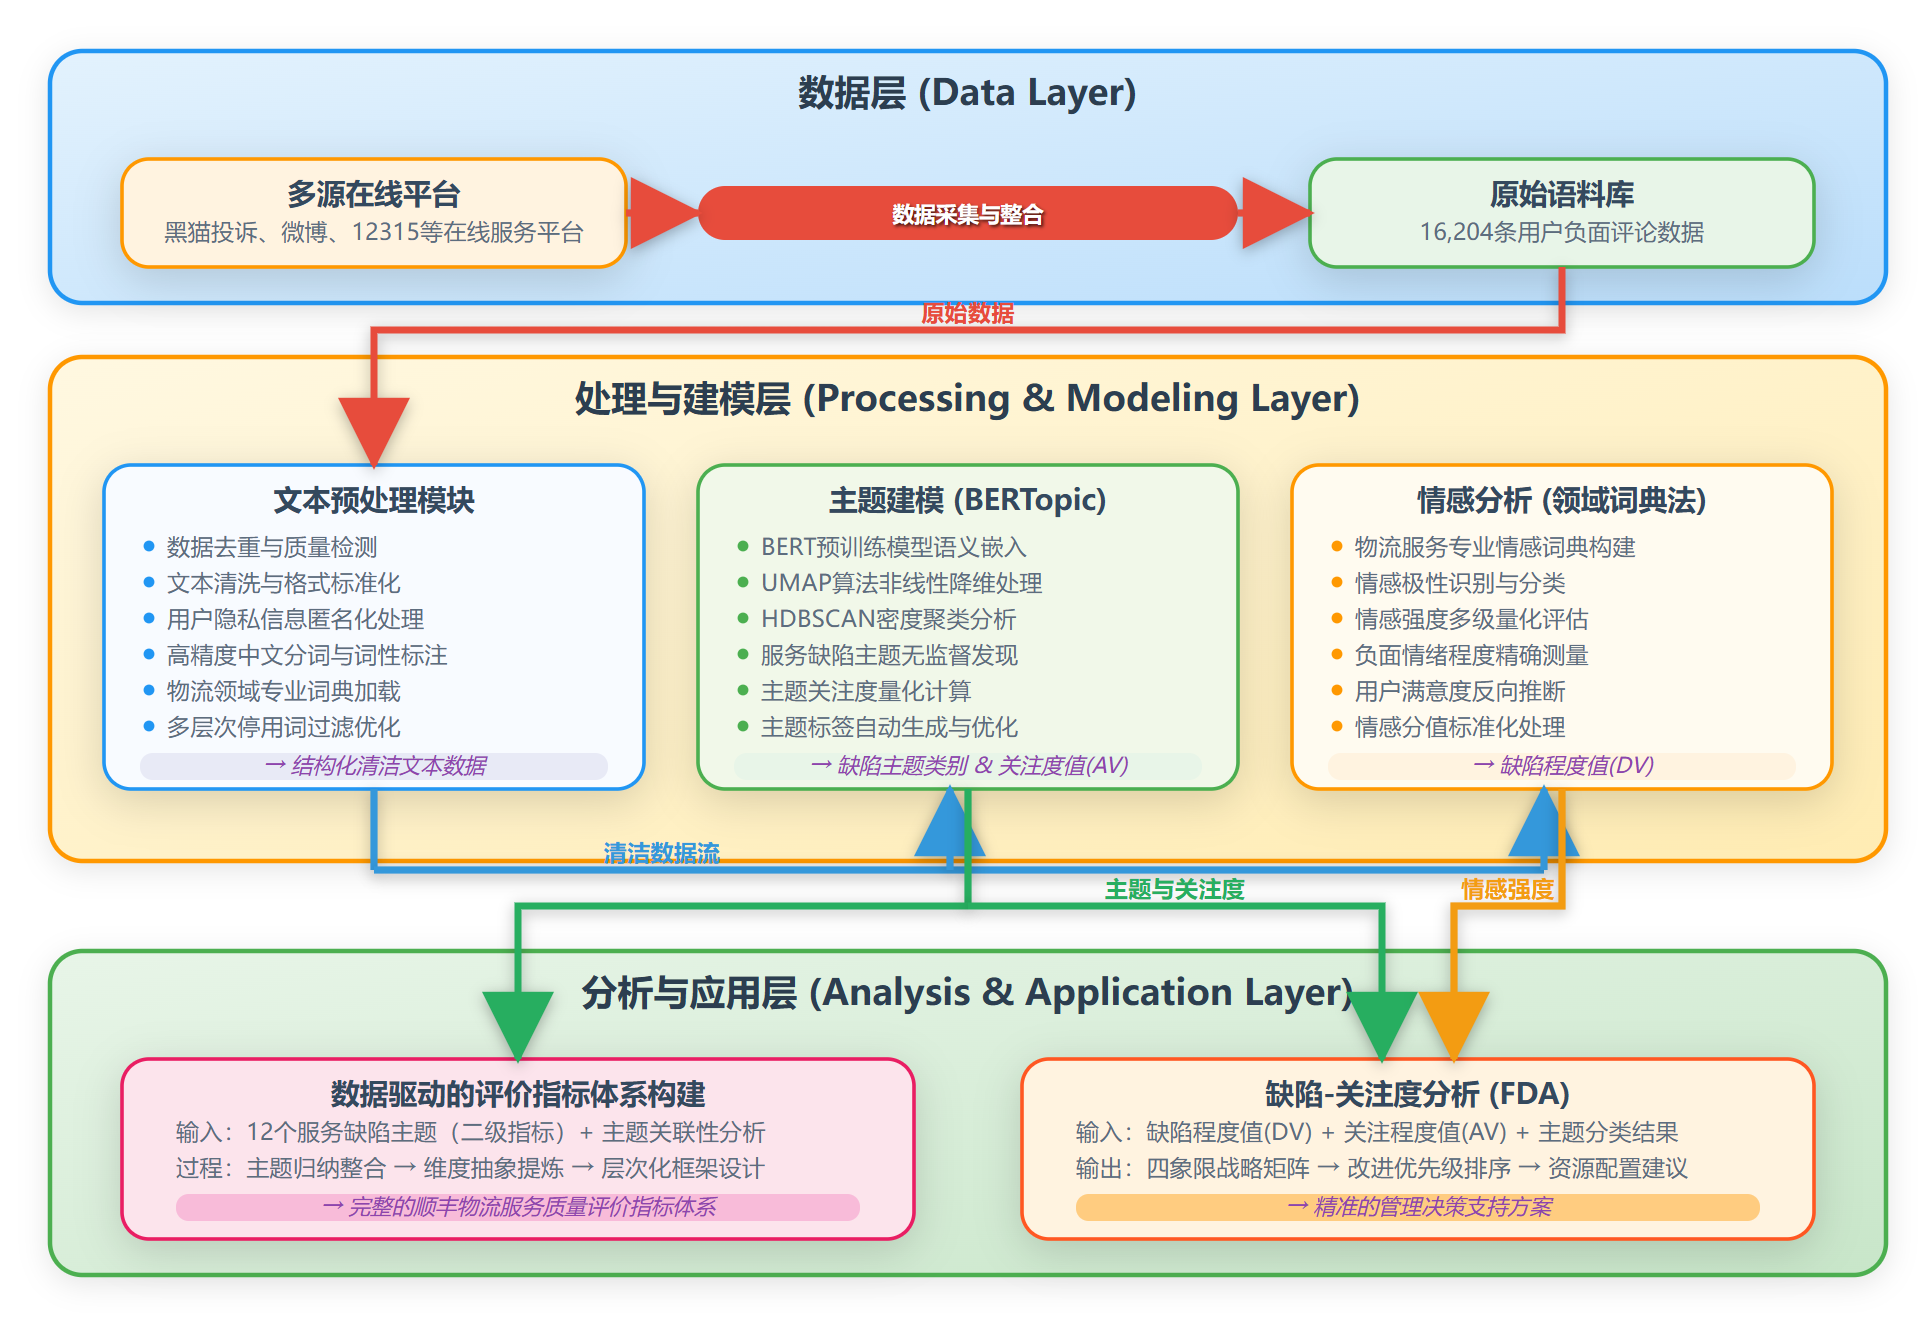 数据层 (Data Layer)
多源在线平台
黑猫投诉、微博、12315等在线服务平台
数据采集与整合
原始语料库
16,204条用户负面评论数据
原始数据
处理与建模层 (Processing & Modeling Layer)
文本预处理模块
数据去重与质量检测
文本清洗与格式标准化
用户隐私信息匿名化处理
高精度中文分词与词性标注
物流领域专业词典加载
多层次停用词过滤优化
→ 结构化清洁文本数据
主题建模 (BERTopic)
BERT预训练模型语义嵌入
UMAP算法非线性降维处理
HDBSCAN密度聚类分析
服务缺陷主题无监督发现
主题关注度量化计算
主题标签自动生成与优化
→ 缺陷主题类别 & 关注度值(AV)
情感分析 (领域词典法)
物流服务专业情感词典构建
情感极性识别与分类
情感强度多级量化评估
负面情绪程度精确测量
用户满意度反向推断
情感分值标准化处理
→ 缺陷程度值(DV)
清洁数据流
主题与关注度
情感强度
分析与应用层 (Analysis & Application Layer)
数据驱动的评价指标体系构建
输入：12个服务缺陷主题（二级指标）+ 主题关联性分析
过程：主题归纳整合 → 维度抽象提炼 → 层次化框架设计
→ 完整的顺丰物流服务质量评价指标体系
缺陷-关注度分析 (FDA)
输入：缺陷程度值(DV) + 关注程度值(AV) + 主题分类结果
输出：四象限战略矩阵 → 改进优先级排序 → 资源配置建议
→ 精准的管理决策支持方案